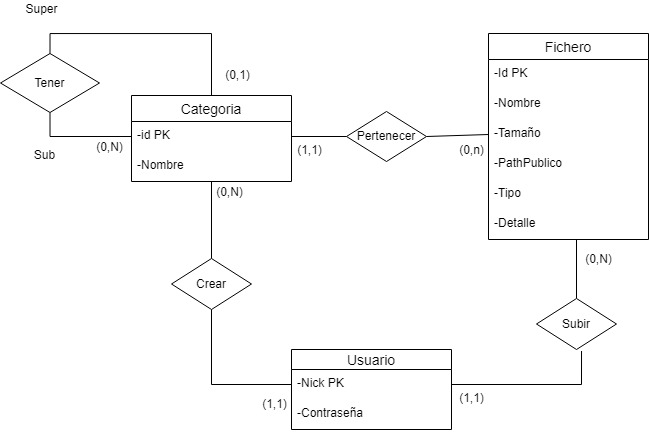 Super
Fichero
Tener
(0,1)
-Id PK
Categoria
-Nombre
-id PK
Pertenecer
-Tamaño
Sub
(0,N)
(1,1)
(0,n)
-Nombre
-PathPublico
(0,N)
-Tipo
-Detalle
(0,N)
Crear
Subir
Usuario
-Nick PK
(1,1)
(1,1)
-Contraseña